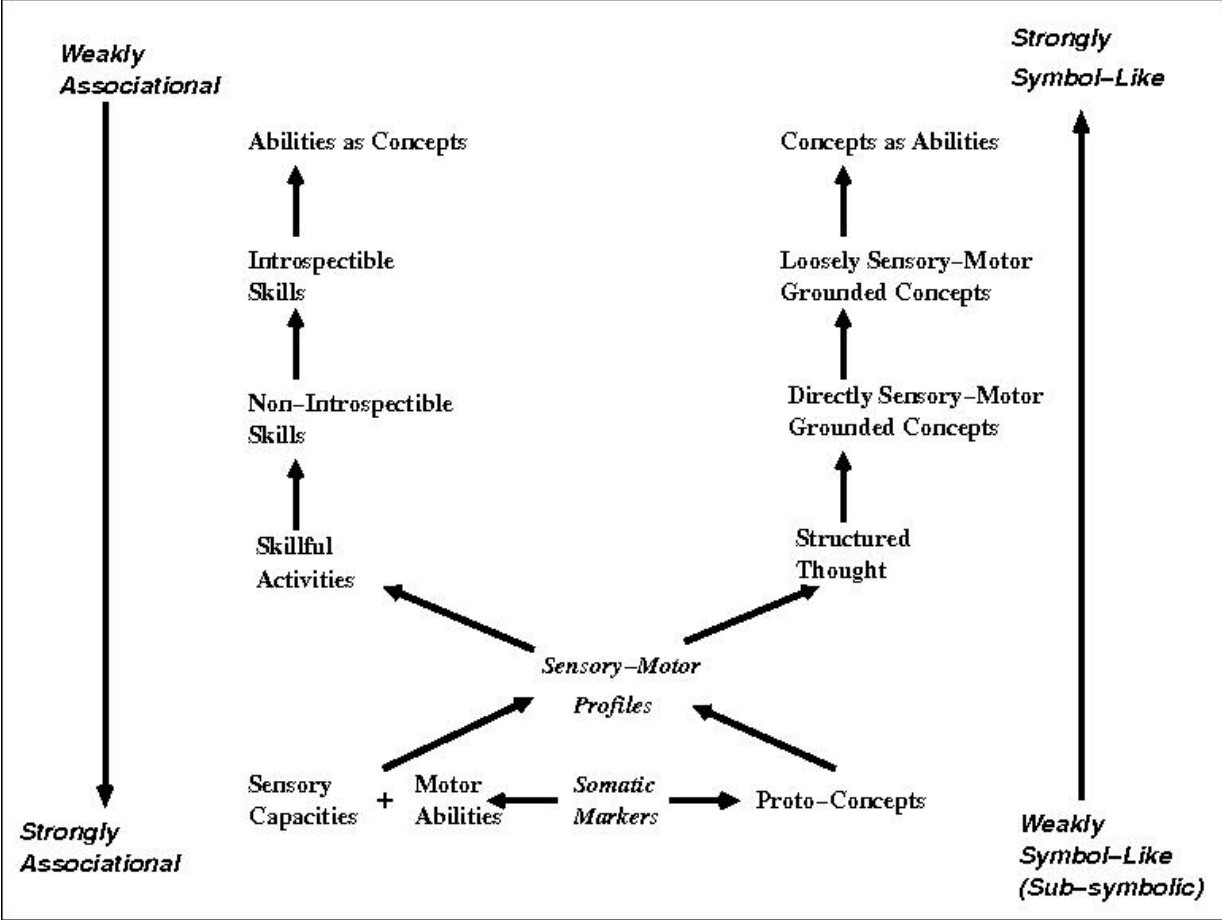 Weakly
Associational
Strongly
Symbol–Like
Abilities as Concepts
Concepts as Abilities
Introspectible
Skills
Loosely Sensory–Motor
Grounded Concepts
Non–Introspectible
Skills
Directly Sensory–Motor
Grounded Concepts
Skillful
Activities
Structured
Thought
Sensory–Motor
Profiles
Sensory
Capacities
+
Motor
Abilities
Somatic
Markers
Proto–Concepts
Strongly
Associational
Weakly
Symbol–Like
(Sub–symbolic)